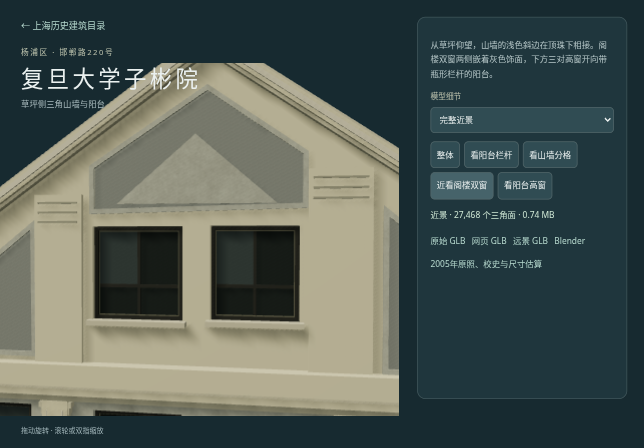 ← 上海历史建筑目录
杨浦区 · 邯郸路220号
复旦大学子彬院
草坪侧三角山墙与阳台
从草坪仰望，山墙的浅色斜边在顶珠下相接。阁
楼双窗两侧嵌着灰色饰面，下方三对高窗开向带
瓶形栏杆的阳台。
模型细节
完整近景
整体 看阳台栏杆 看山墙分格
近看阁楼双窗 看阳台高窗
近景 · 27,468 个三角面 · 0.74 MB
原始 GLB 网页 GLB 远景 GLB Blender
2005年原照、校史与尺寸估算
拖动旋转 · 滚轮或双指缩放